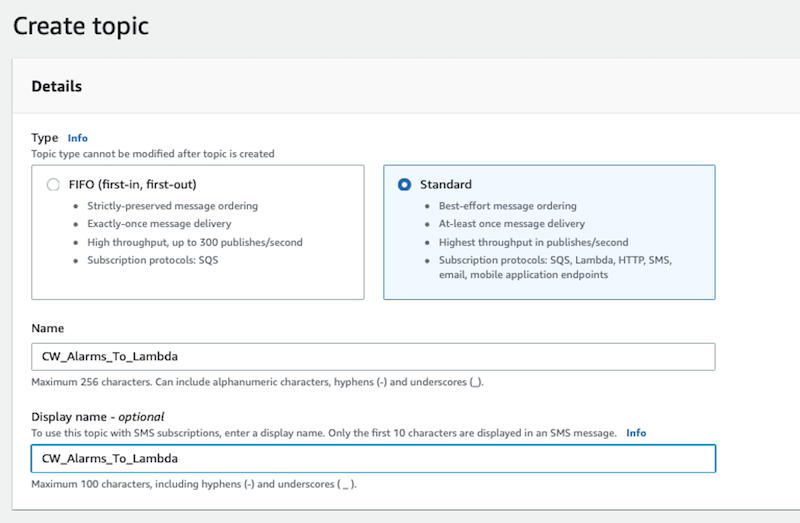 Create topic
Details
Type Info
Topic type cannot be modified after topic is created
FIFO (first-in, first-out)
Strictly-preserved message ordering
Exactly-once message delivery
High throughput, up to 300 publishes/second
Subscription protocols: SQS
Standard
Best-effort message ordering
At-least once message delivery
Highest throughput in publishes/second
Subscription protocols: SQS, Lambda, HTTP, SMS,
email, mobile application endpoints
Name
CW_Alarms_To_Lambda
Maximum 256 characters. Can include alphanumeric characters, hyphens (-) and underscores (_).
Display name - optional
To use this topic with SMS subscriptions, enter a display name. Only the first 10 characters are displayed in an SMS message. Info
CW_Alarms_To_Lambda
Maximum 100 characters, including hyphens (-) and underscores ( _ ).